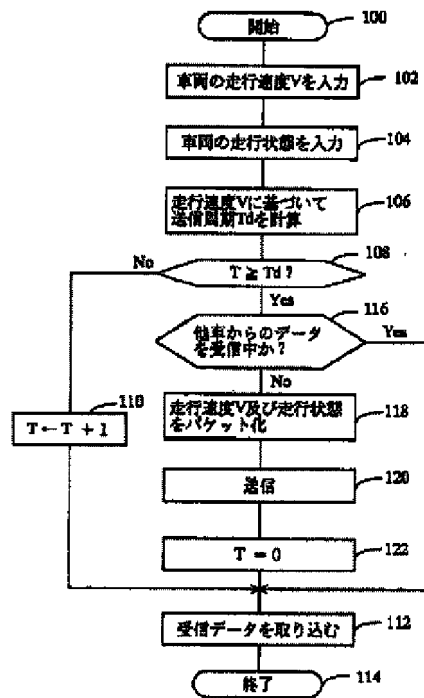 開始
100
車両の走行速度Vを入力
102
車両の走行状態を入力
104
走行速度Vに基づいて
送信周期Tdを計算
106
108
No
T ≧ Td?
Yes
116
他車からのデータ
を受信中か?
Yes
No
110
T←T+1
走行速度V及び走行状態
をパケット化
118
送信
120
T = 0
122
受信データを取り込む
112
終了
114